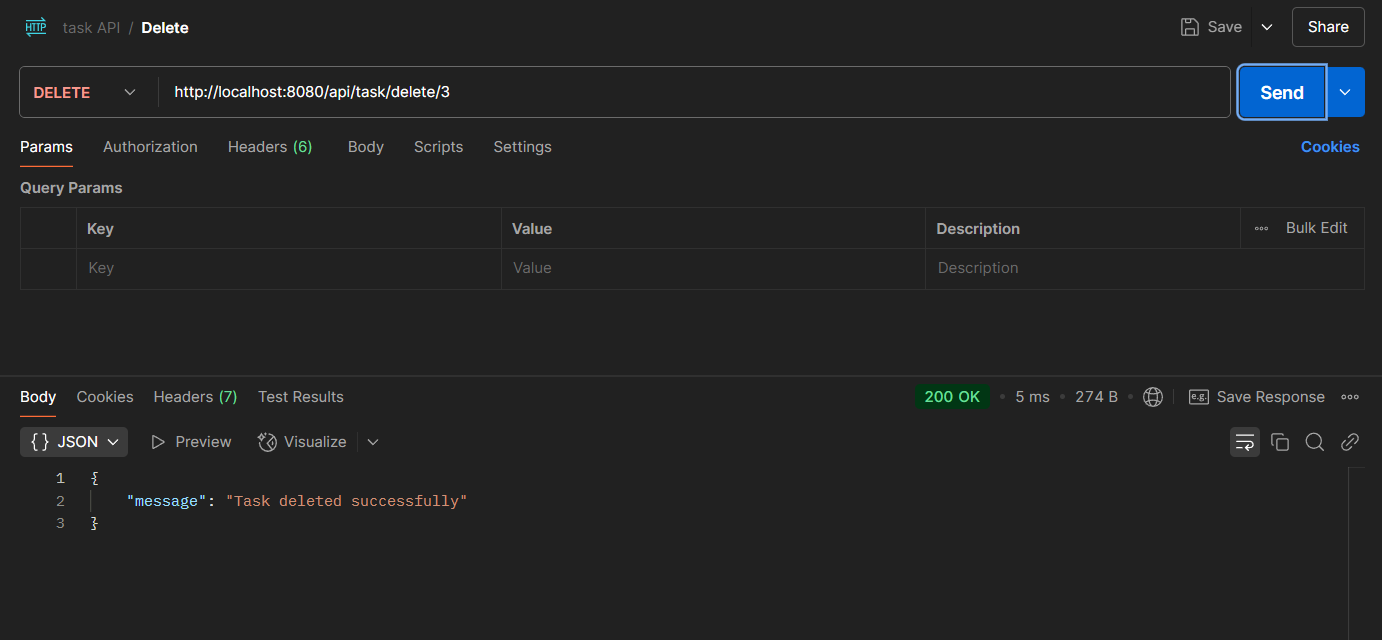 HTTP task API / Delete Save Share
DELETE http://localhost:8080/api/task/delete/3 Send
Params Authorization Headers (6) Body Scripts Settings Cookies
Query Params
Key Value Description Bulk Edit
Key Value Description
Body Cookies Headers (7) Test Results 200 OK • 5 ms • 274 B • e.g. Save Response
{} JSON Preview Visualize
1 {
2 "message": "Task deleted successfully"
3 }